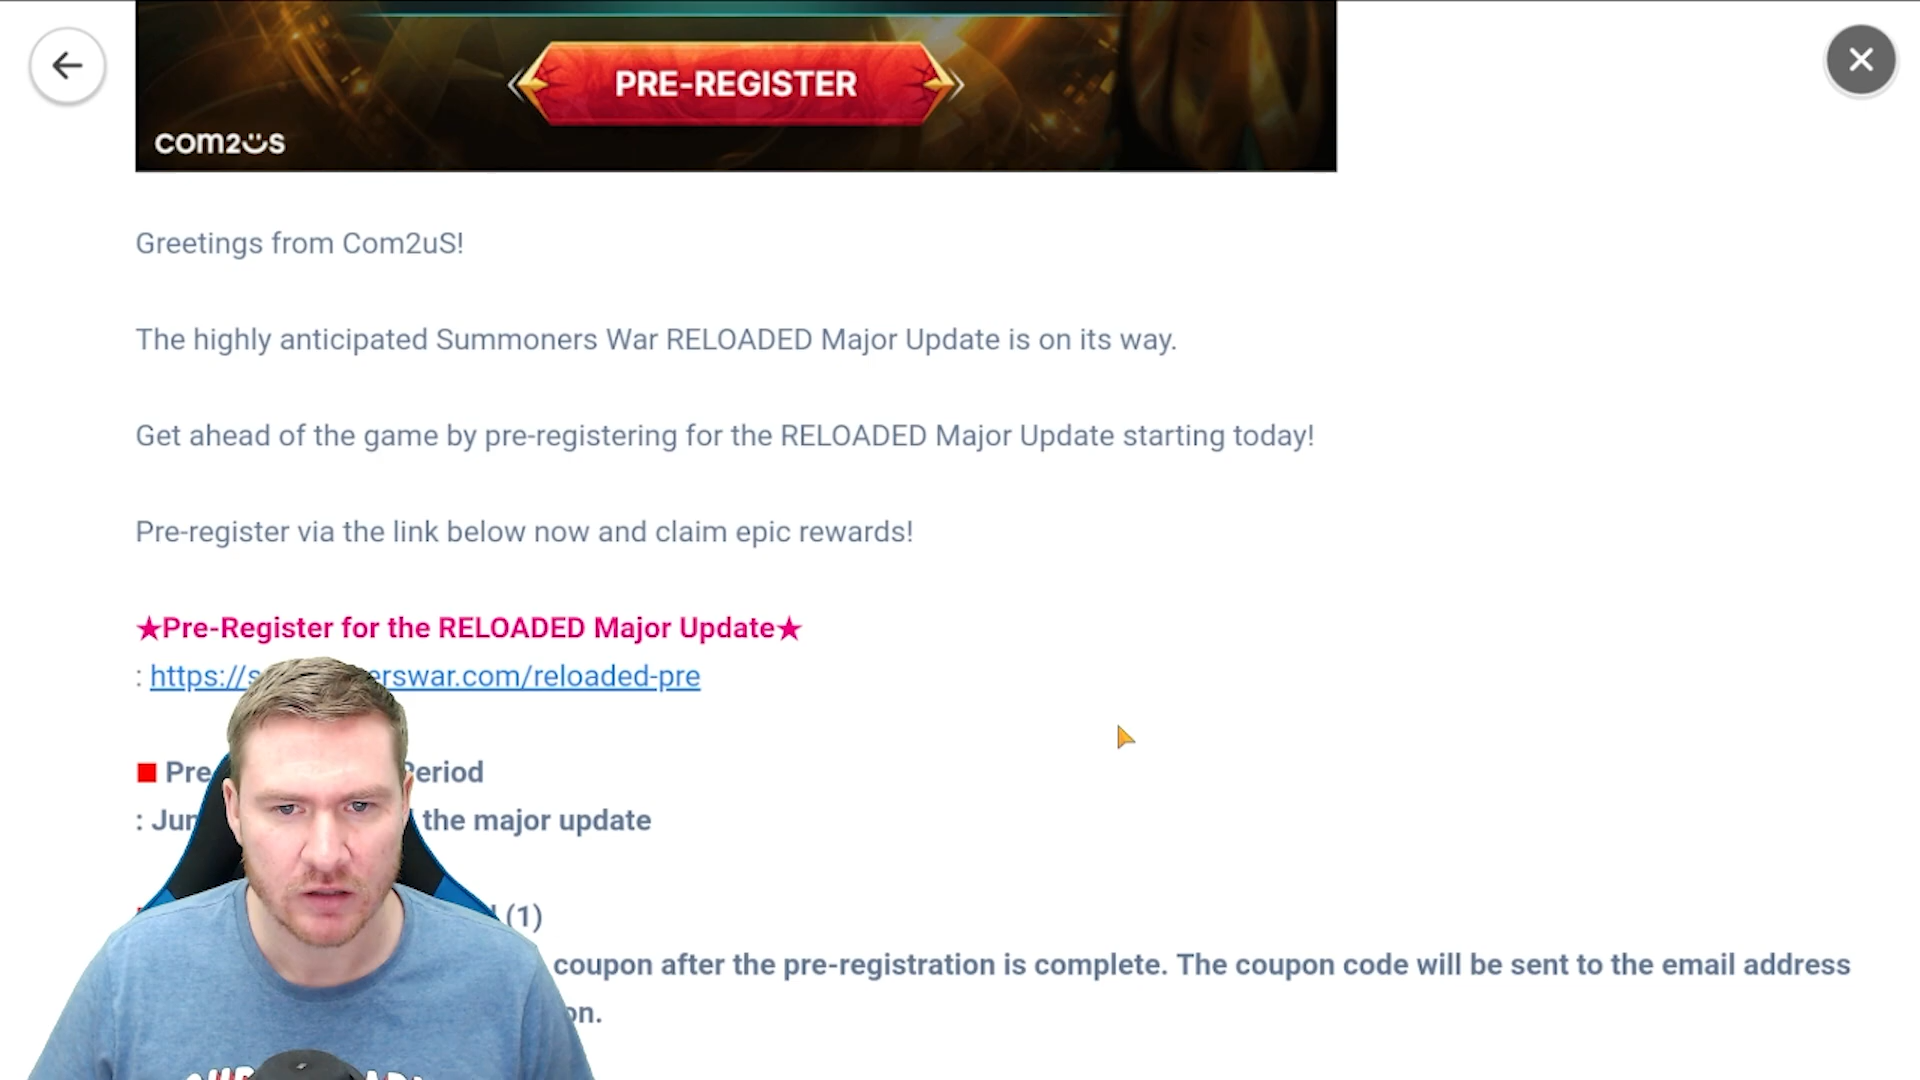 PRE-REGISTER
com2us
Greetings from Com2uS!
The highly anticipated Summoners War RELOADED Major Update is on its way.
Get ahead of the game by pre-registering for the RELOADED Major Update starting today!
Pre-register via the link below now and claim epic rewards!
★Pre-Register for the RELOADED Major Update★
: https://s erswar.com/reloaded-pre
■ Pre
: the major update
(1)
coupon after the pre-registration is complete. The coupon code will be sent to the email address